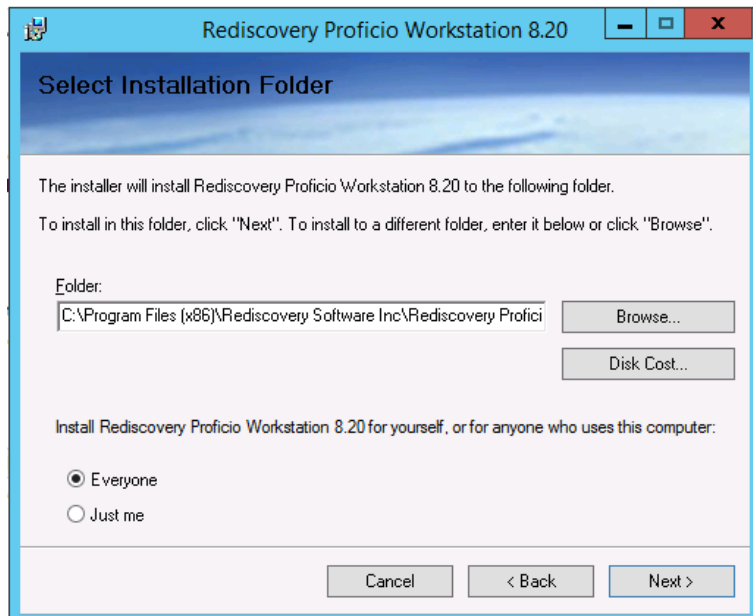 Rediscovery Proficio Workstation 8.20
Select Installation Folder
The installer will install Rediscovery Proficio Workstation 8.20 to the following folder.
To install in this folder, click "Next". To install to a different folder, enter it below or click "Browse".
Folder:
C:\Program Files (x86)\Rediscovery Software Inc\Rediscovery Profici
Browse...
Disk Cost...
Install Rediscovery Proficio Workstation 8.20 for yourself, or for anyone who uses this computer:
Everyone
Just me
Cancel
< Back
Next >